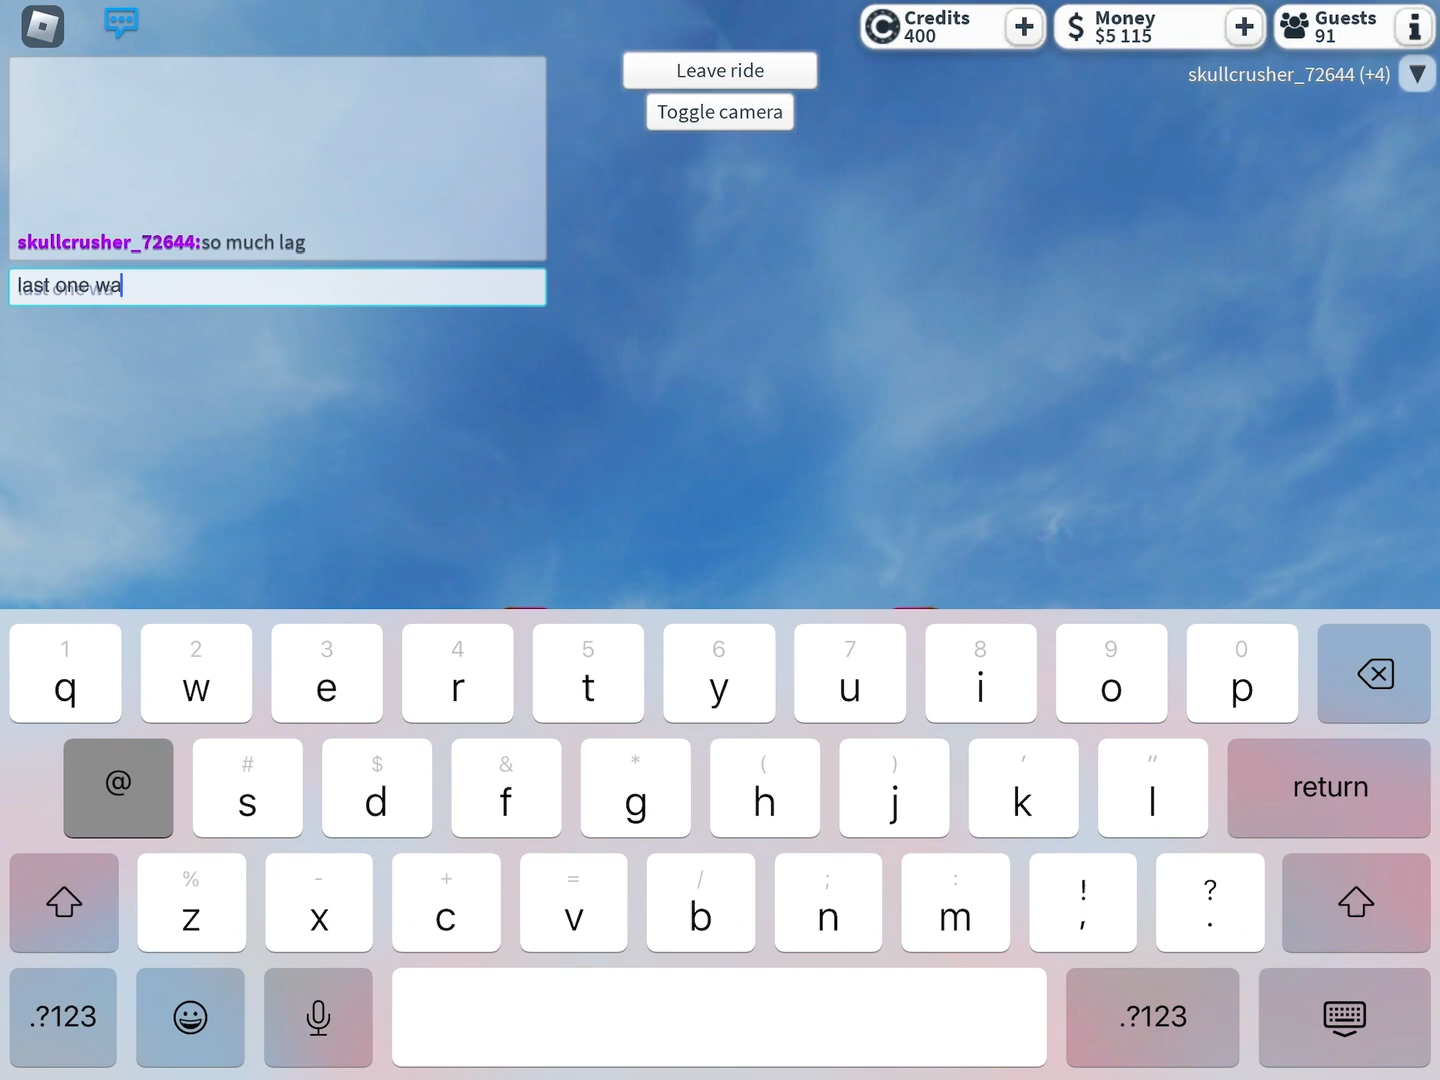 Credits
400
+
$ Money
$5 115
+
Guests
91
Leave ride
Toggle camera
skullcrusher_72644 (+4) ▼
skullcrusher_72644:so much lag
last one wa
1 2 3 4 5 6 7 8 9 0
q w e r t y u i o p
# $ & * ( ) ' "
@ s d f g h j k l return
% - + = / ; : ! ?
z x c v b n m , .
.?123 .?123